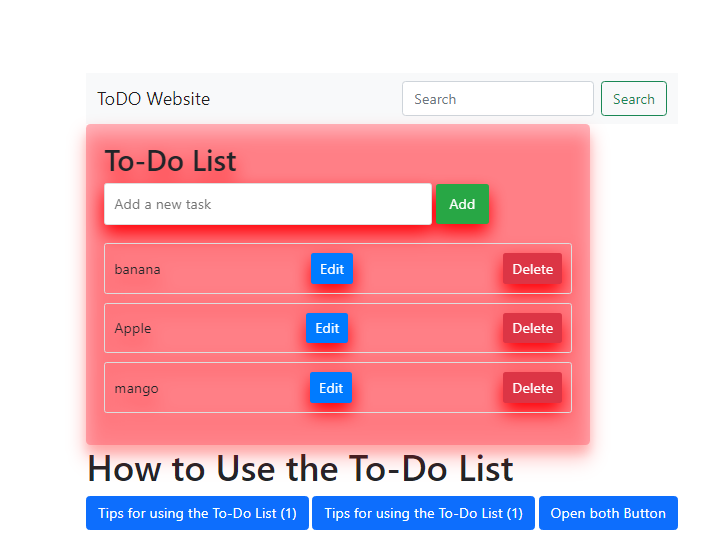 ToDO Website Search Search
To-Do List
Add a new task Add
banana Edit Delete
Apple Edit Delete
mango Edit Delete
How to Use the To-Do List
Tips for using the To-Do List (1) Tips for using the To-Do List (1) Open both Button